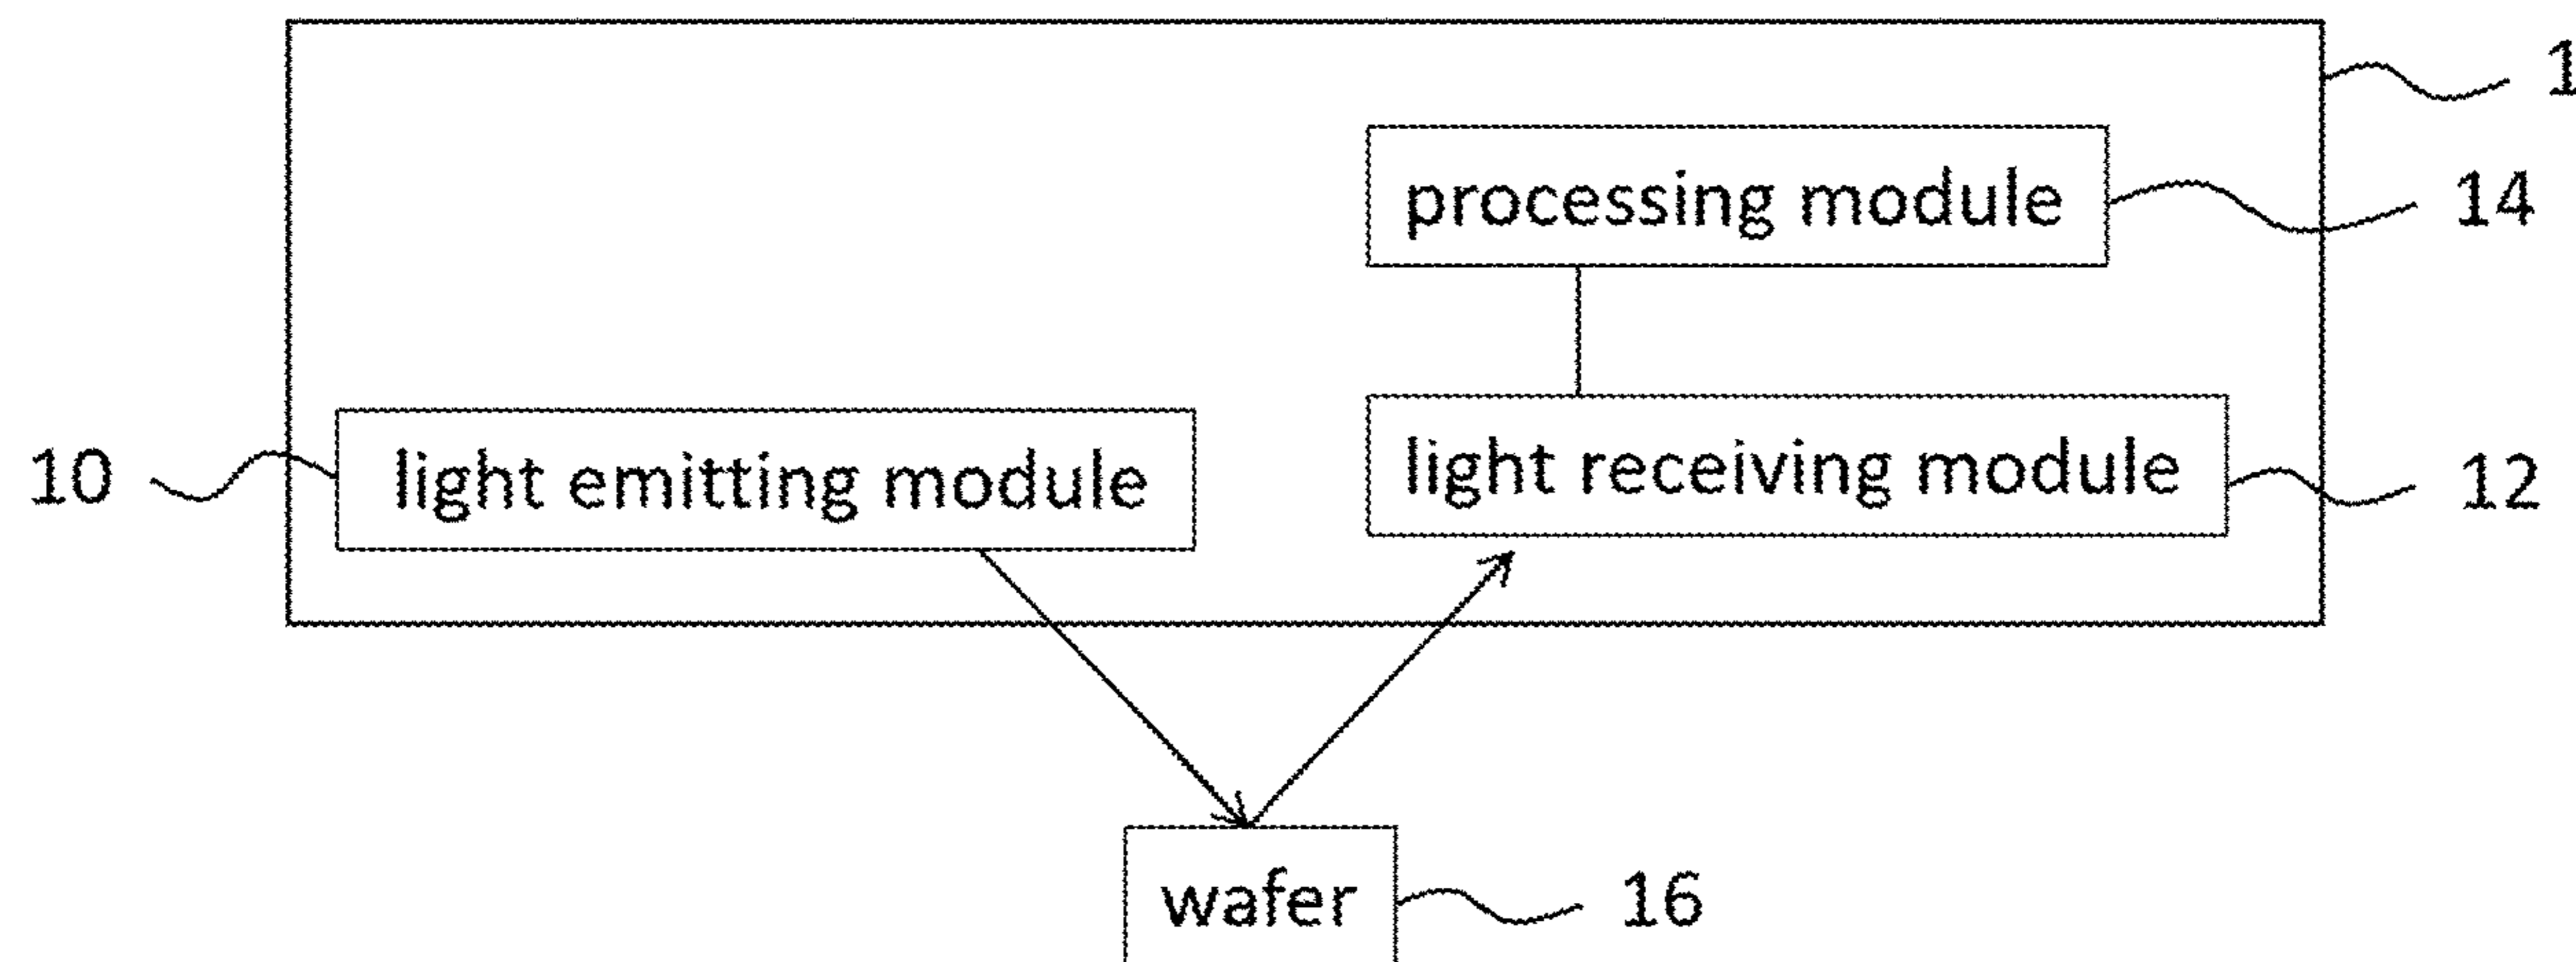 1
processing module
14
10
light emitting module
light receiving module
12
wafer
16